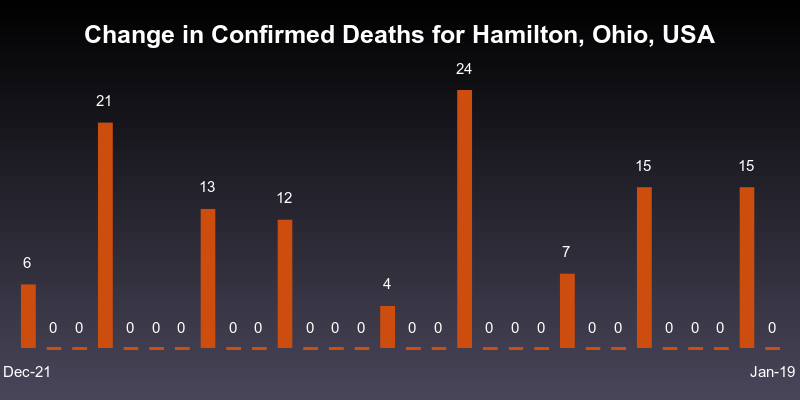 Change in Confirmed Deaths for Hamilton, Ohio, USA
6 0 0 21 0 0 0 13 0 0 12 0 0 0 4 0 0 24 0 0 0 7 0 0 15 0 0 0 15 0
Dec-21 Jan-19